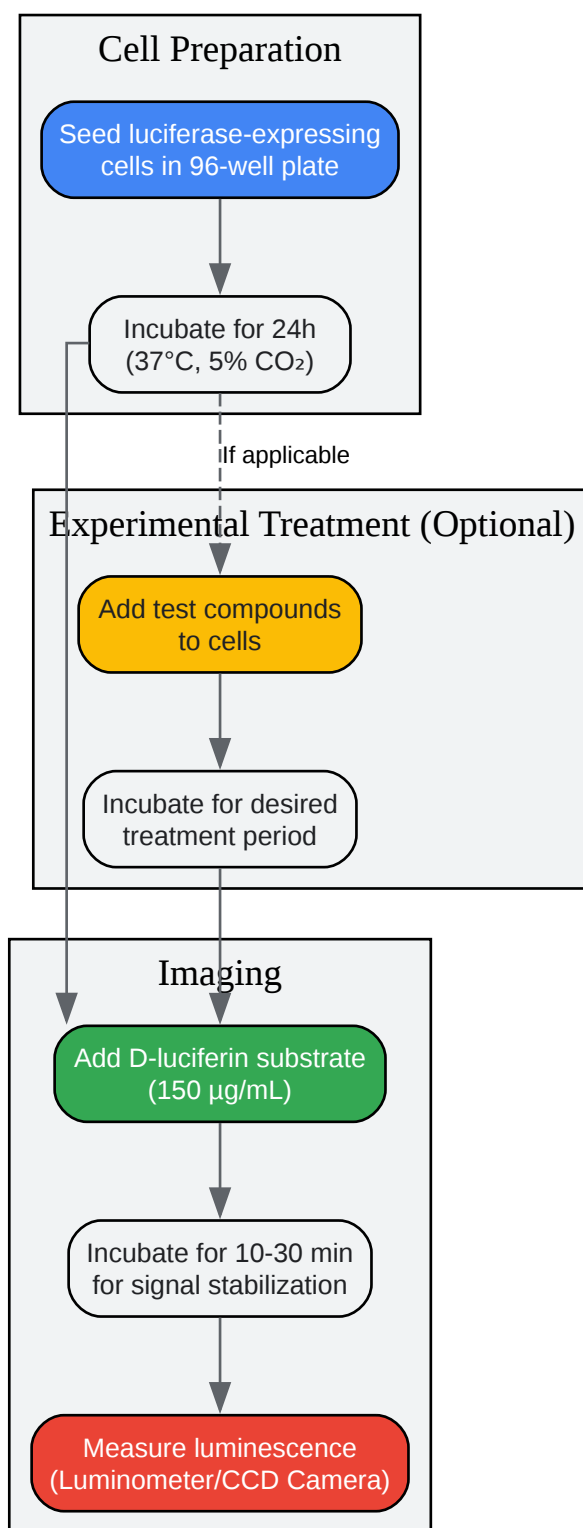 Cell Preparation
Seed luciferase-expressing
cells in 96-well plate
Incubate for 24h
(37°C, 5% CO₂)
If applicable
Experimental Treatment (Optional)
Add test compounds
to cells
Incubate for desired
treatment period
Imaging
Add D-luciferin substrate
(150 µg/mL)
Incubate for 10-30 min
for signal stabilization
Measure luminescence
(Luminometer/CCD Camera)